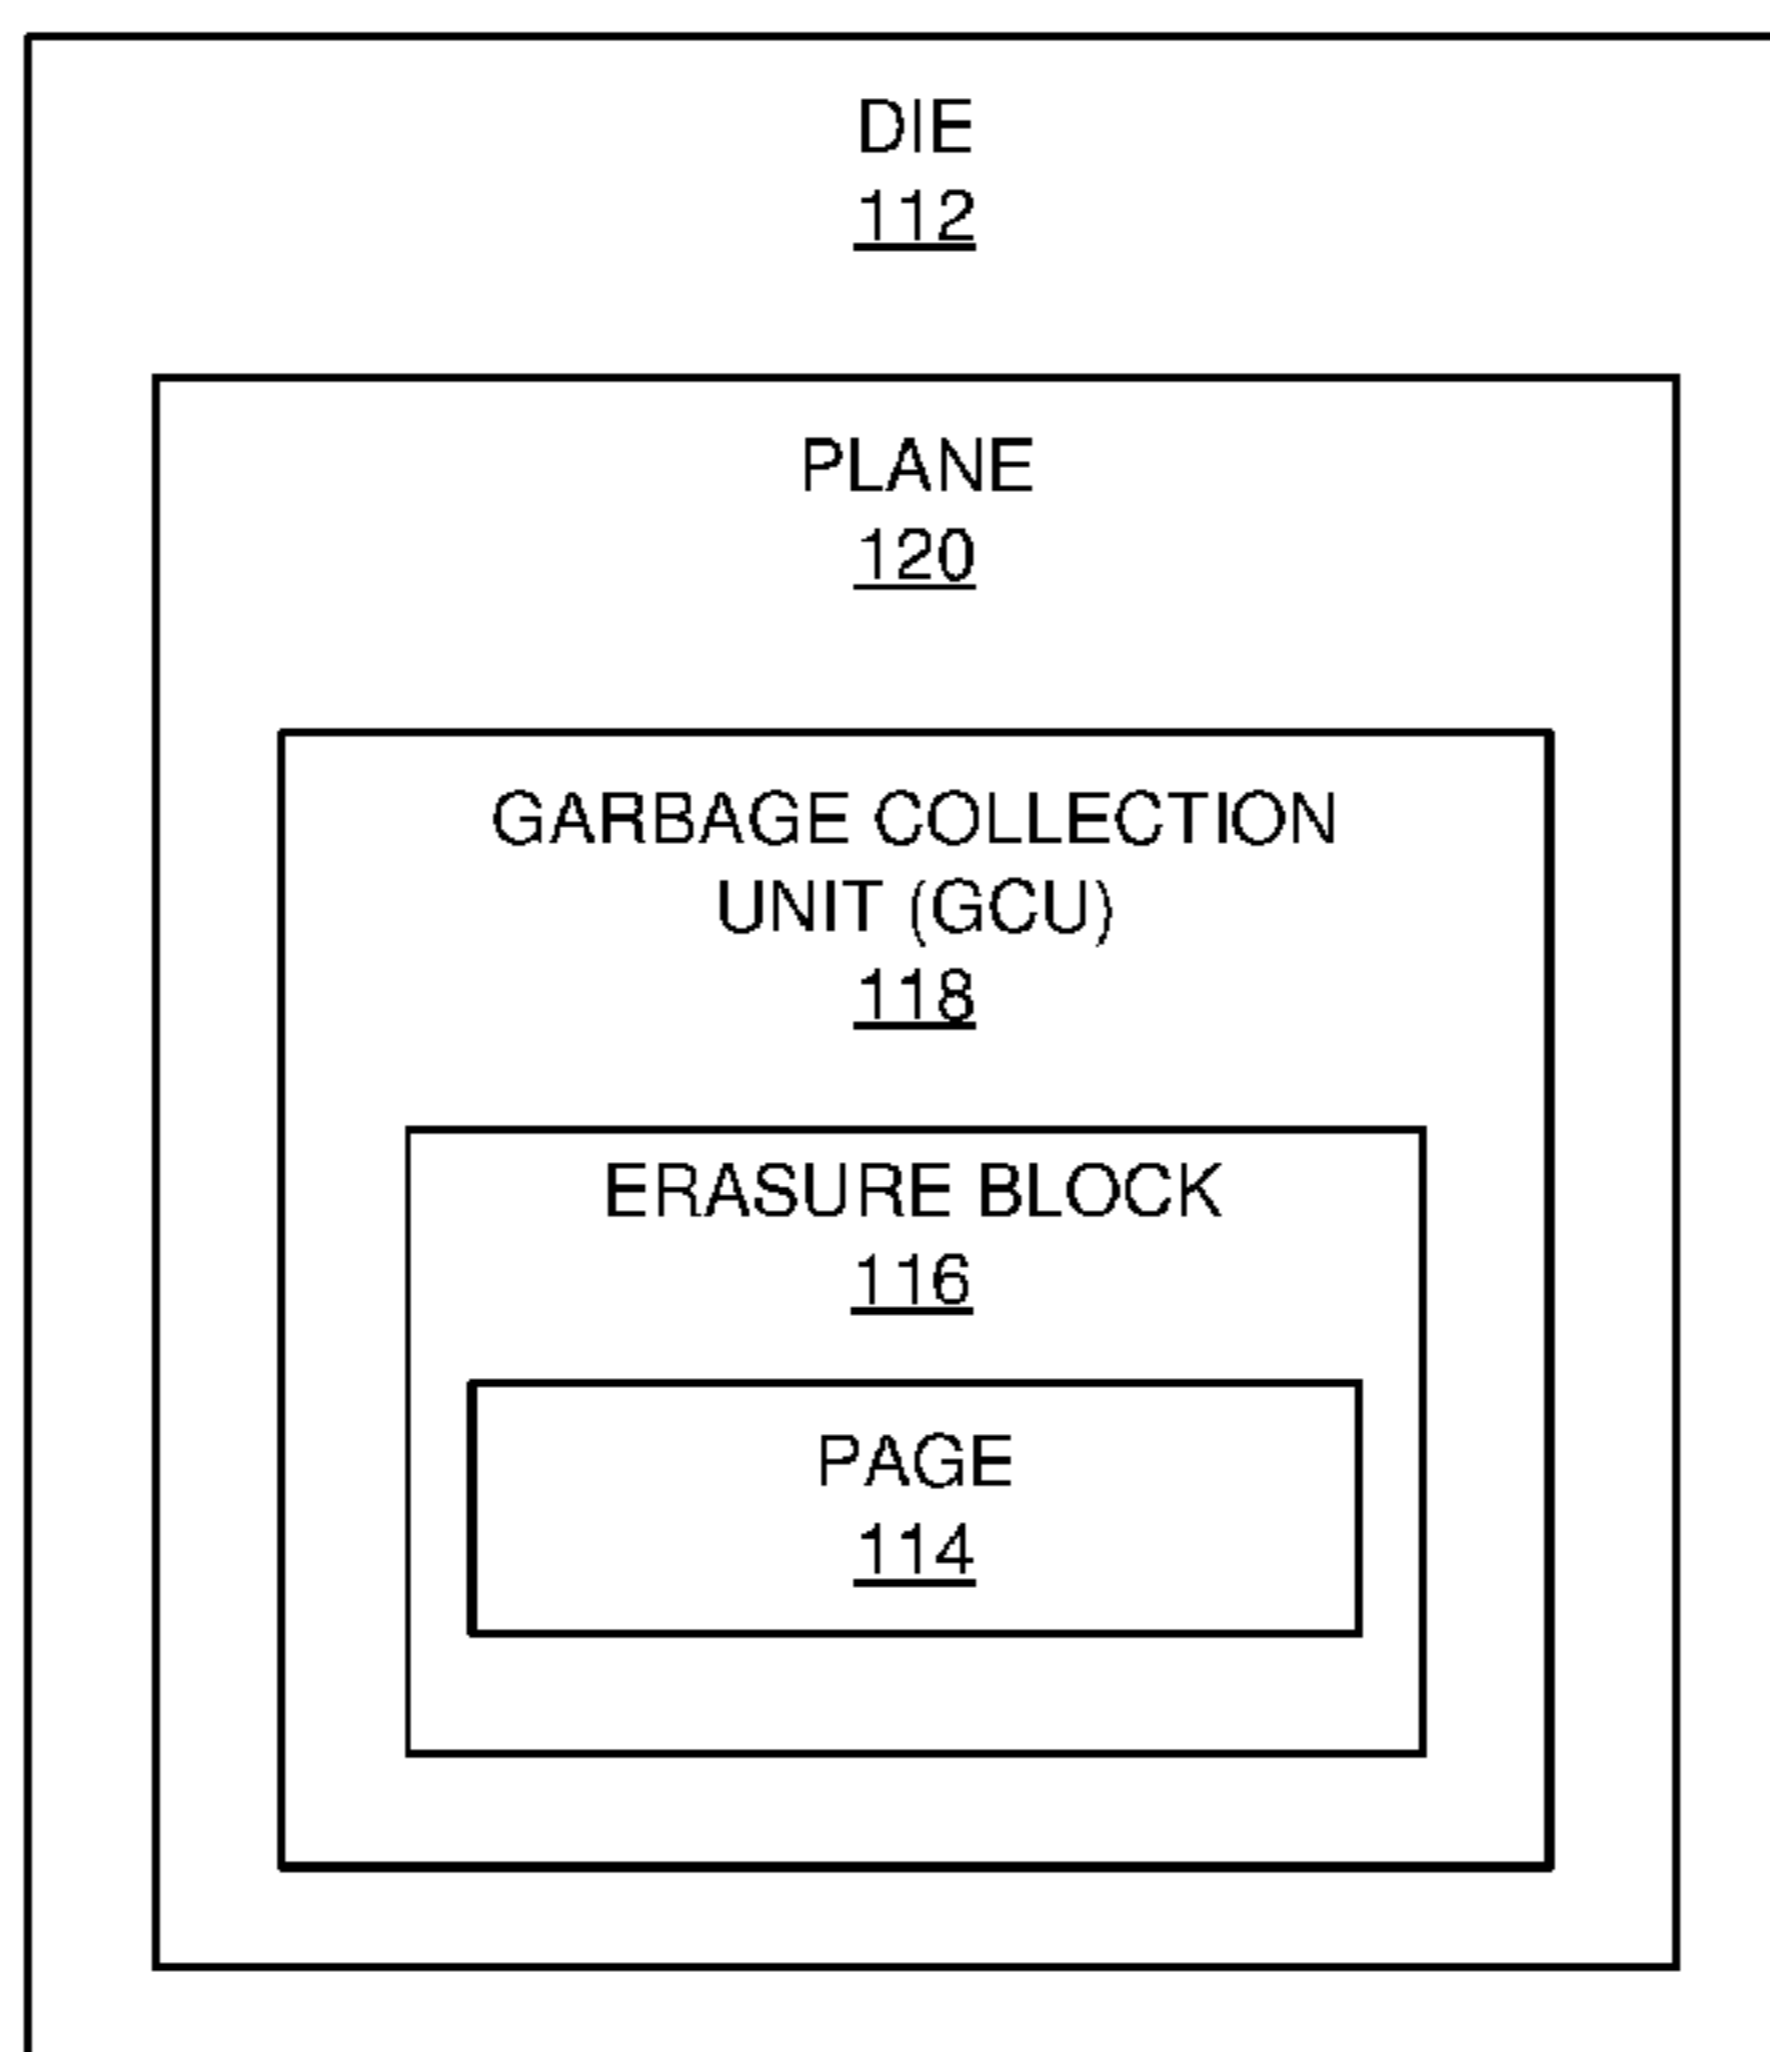 DIE
112
PLANE
120
GARBAGE COLLECTION
UNIT (GCU)
118
ERASURE BLOCK
116
PAGE
114